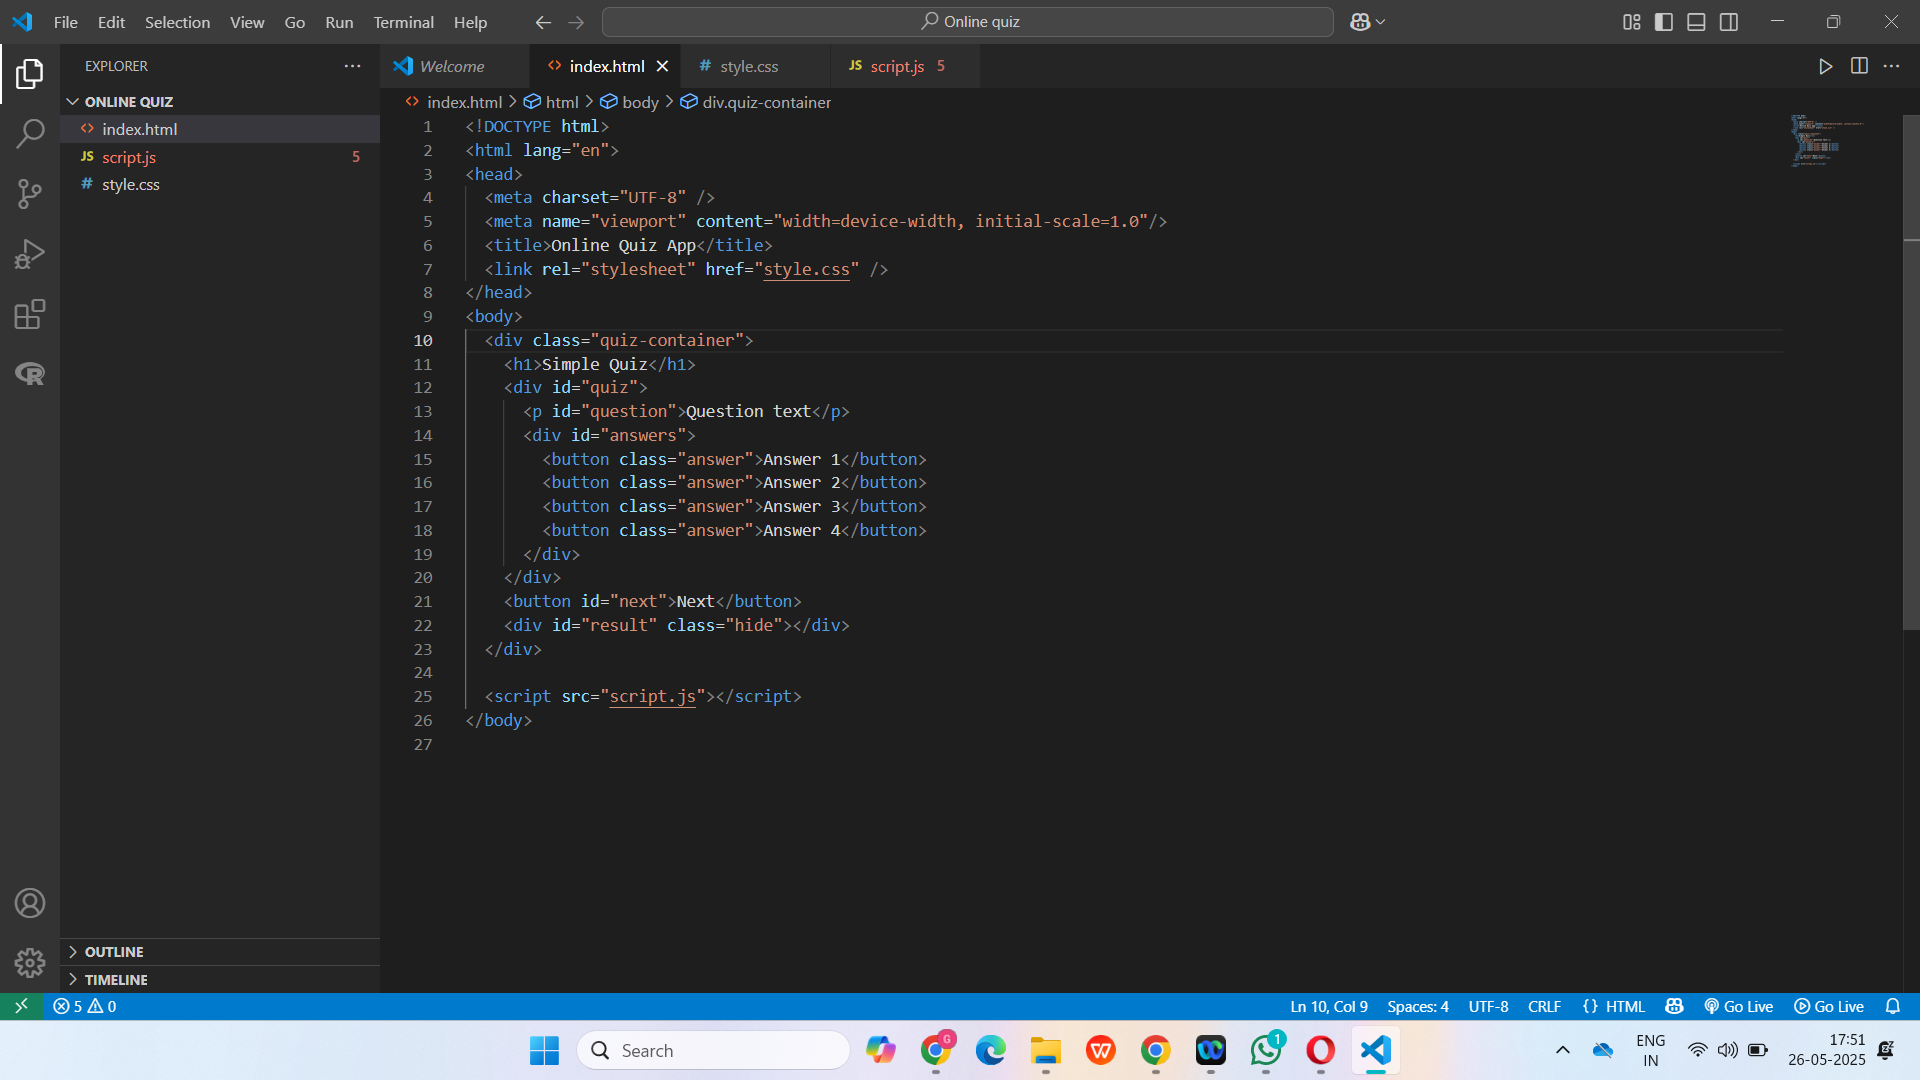 File Edit Selection View Go Run Terminal Help
Online quiz
EXPLORER
ONLINE QUIZ
index.html
JS script.js 5
# style.css
OUTLINE
TIMELINE
Welcome
index.html
# style.css
JS script.js 5
index.html > html > body > div.quiz-container
1 <!DOCTYPE html>
2 <html lang="en">
3 <head>
4 <meta charset="UTF-8" />
5 <meta name="viewport" content="width=device-width, initial-scale=1.0"/>
6 <title>Online Quiz App</title>
7 <link rel="stylesheet" href="style.css" />
8 </head>
9 <body>
10 <div class="quiz-container">
11 <h1>Simple Quiz</h1>
12 <div id="quiz">
13 <p id="question">Question text</p>
14 <div id="answers">
15 <button class="answer">Answer 1</button>
16 <button class="answer">Answer 2</button>
17 <button class="answer">Answer 3</button>
18 <button class="answer">Answer 4</button>
19 </div>
20 </div>
21 <button id="next">Next</button>
22 <div id="result" class="hide"></div>
23 </div>
24
25 <script src="script.js"></script>
26 </body>
27
5 0
Ln 10, Col 9 Spaces: 4 UTF-8 CRLF {} HTML Go Live Go Live
Search
G
1
ENG
IN
17:51
26-05-2025